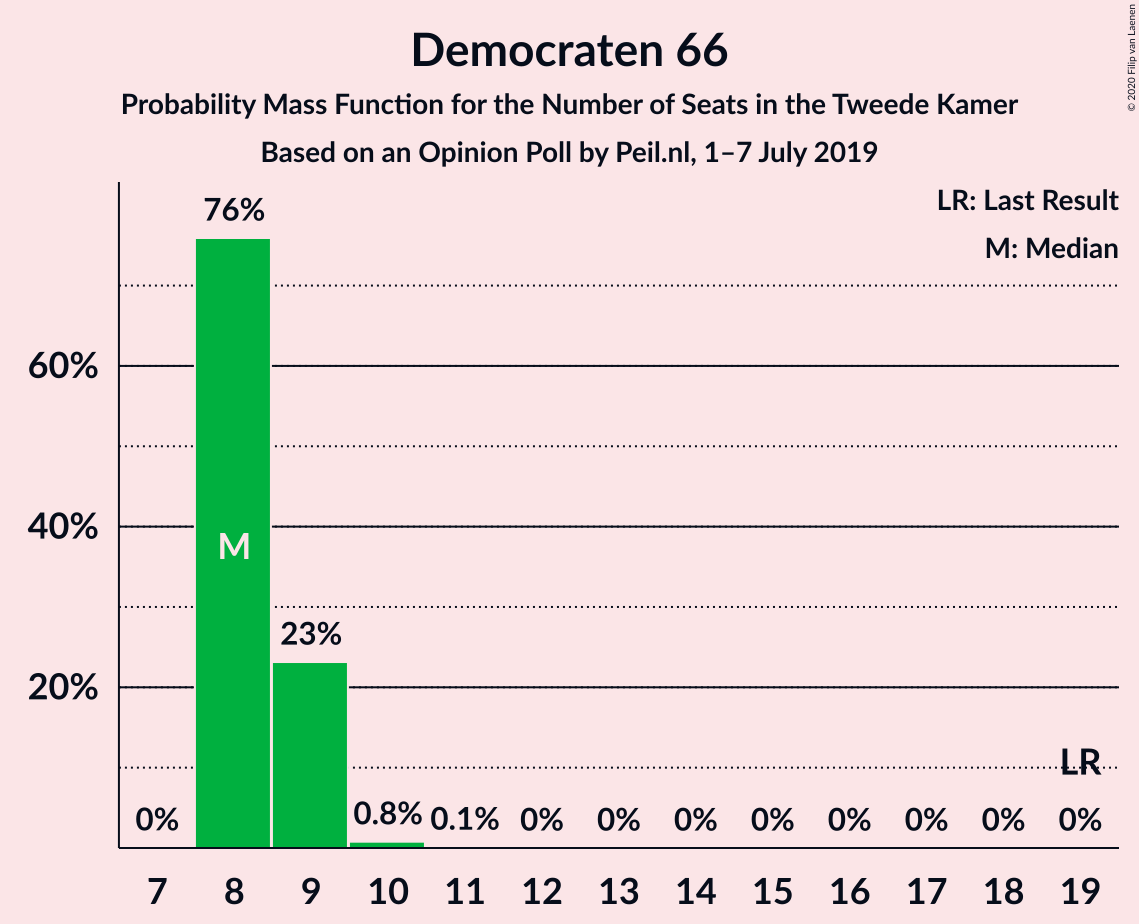 Democraten 66
Probability Mass Function for the Number of Seats in the Tweede Kamer
Based on an Opinion Poll by Peil.nl, 1–7 July 2019
© 2020 Filip van Laenen
LR: Last Result
M: Median
76%
60%
40%
M
23%
20%
LR
0% 0.8% 0.1% 0% 0% 0% 0% 0% 0% 0% 0%
7 8 9 10 11 12 13 14 15 16 17 18 19